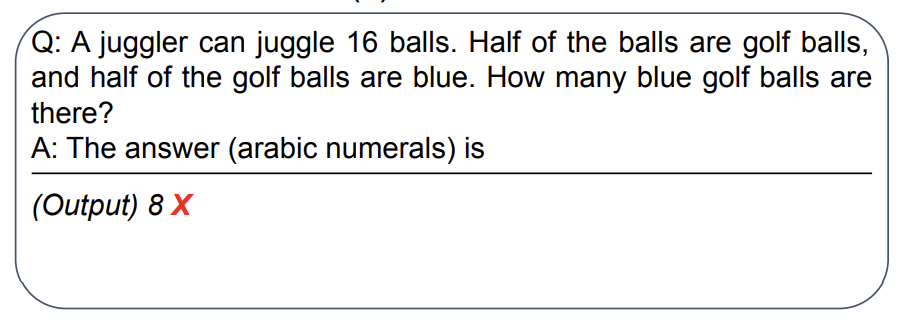 Q: A juggler can juggle 16 balls. Half of the balls are golf balls,
and half of the golf balls are blue. How many blue golf balls are
there?
A: The answer (arabic numerals) is
(Output) 8 X